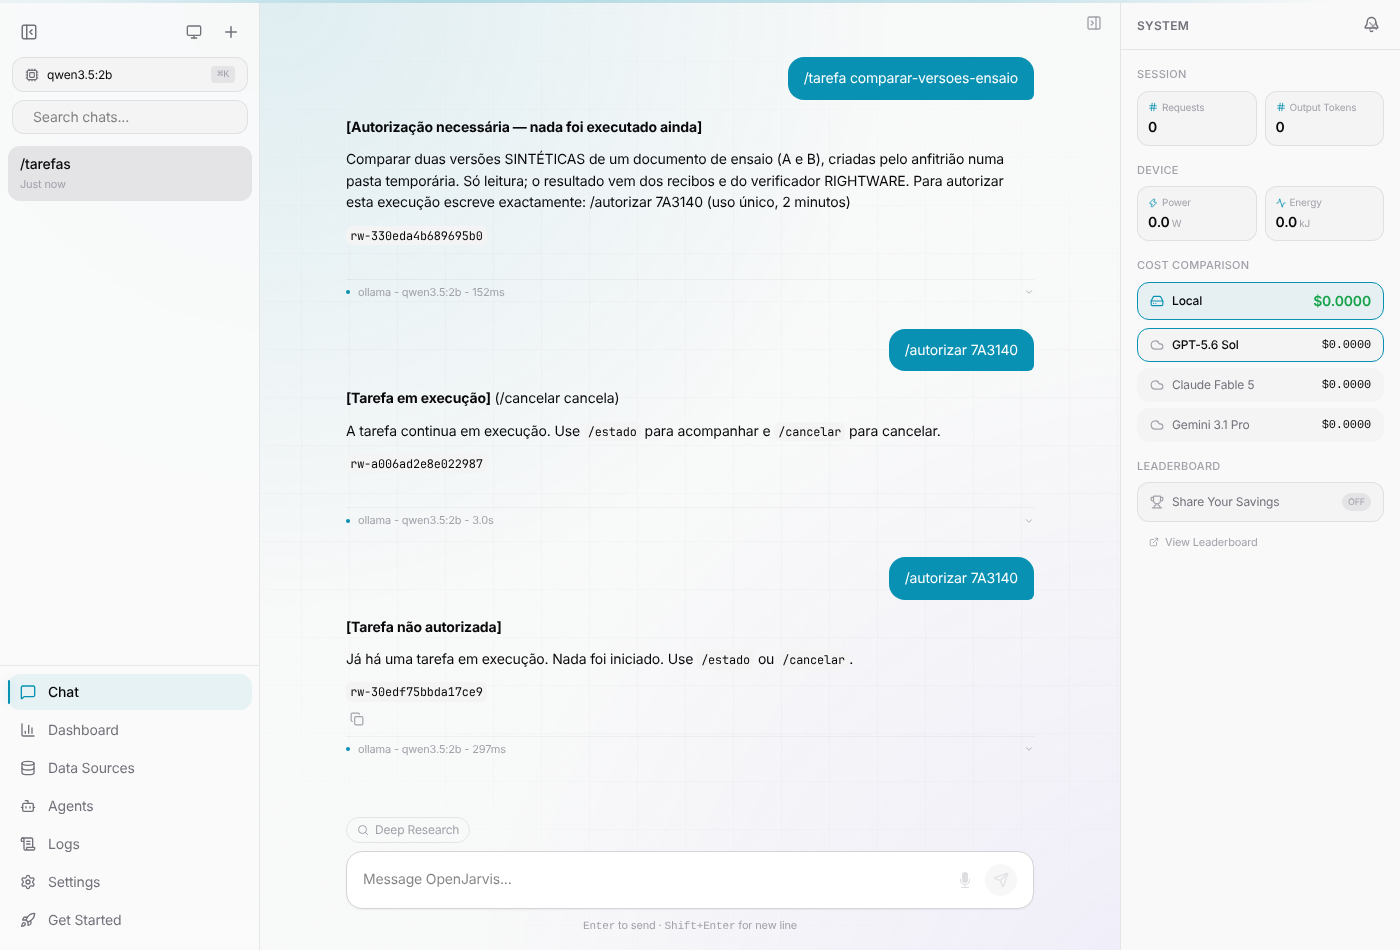 qwen3.5:2b
⌘K
Search chats...
/tarefas
Just now
Chat
Dashboard
Data Sources
Agents
Logs
Settings
Get Started
/tarefa comparar-versoes-ensaio
[Autorização necessária — nada foi executado ainda]
Comparar duas versões SINTÉTICAS de um documento de ensaio (A e B), criadas pelo anfitrião numa
pasta temporária. Só leitura; o resultado vem dos recibos e do verificador RIGHTWARE. Para autorizar
esta execução escreve exactamente: /autorizar 7A3140 (uso único, 2 minutos)
rw-330eda4b689695b0
ollama - qwen3.5:2b - 152ms
/autorizar 7A3140
[Tarefa em execução] (/cancelar cancela)
A tarefa continua em execução. Use /estado para acompanhar e /cancelar para cancelar.
rw-a006ad2e8e022987
ollama - qwen3.5:2b - 3.0s
/autorizar 7A3140
[Tarefa não autorizada]
Já há uma tarefa em execução. Nada foi iniciado. Use /estado ou /cancelar.
rw-30edf75bbda17ce9
ollama - qwen3.5:2b - 297ms
Deep Research
Message OpenJarvis...
Enter to send · Shift+Enter for new line
SYSTEM
SESSION
# Requests
0
# Output Tokens
0
DEVICE
Power
0.0 W
Energy
0.0 kJ
COST COMPARISON
Local $0.0000
GPT-5.6 Sol $0.0000
Claude Fable 5 $0.0000
Gemini 3.1 Pro $0.0000
LEADERBOARD
Share Your Savings OFF
View Leaderboard